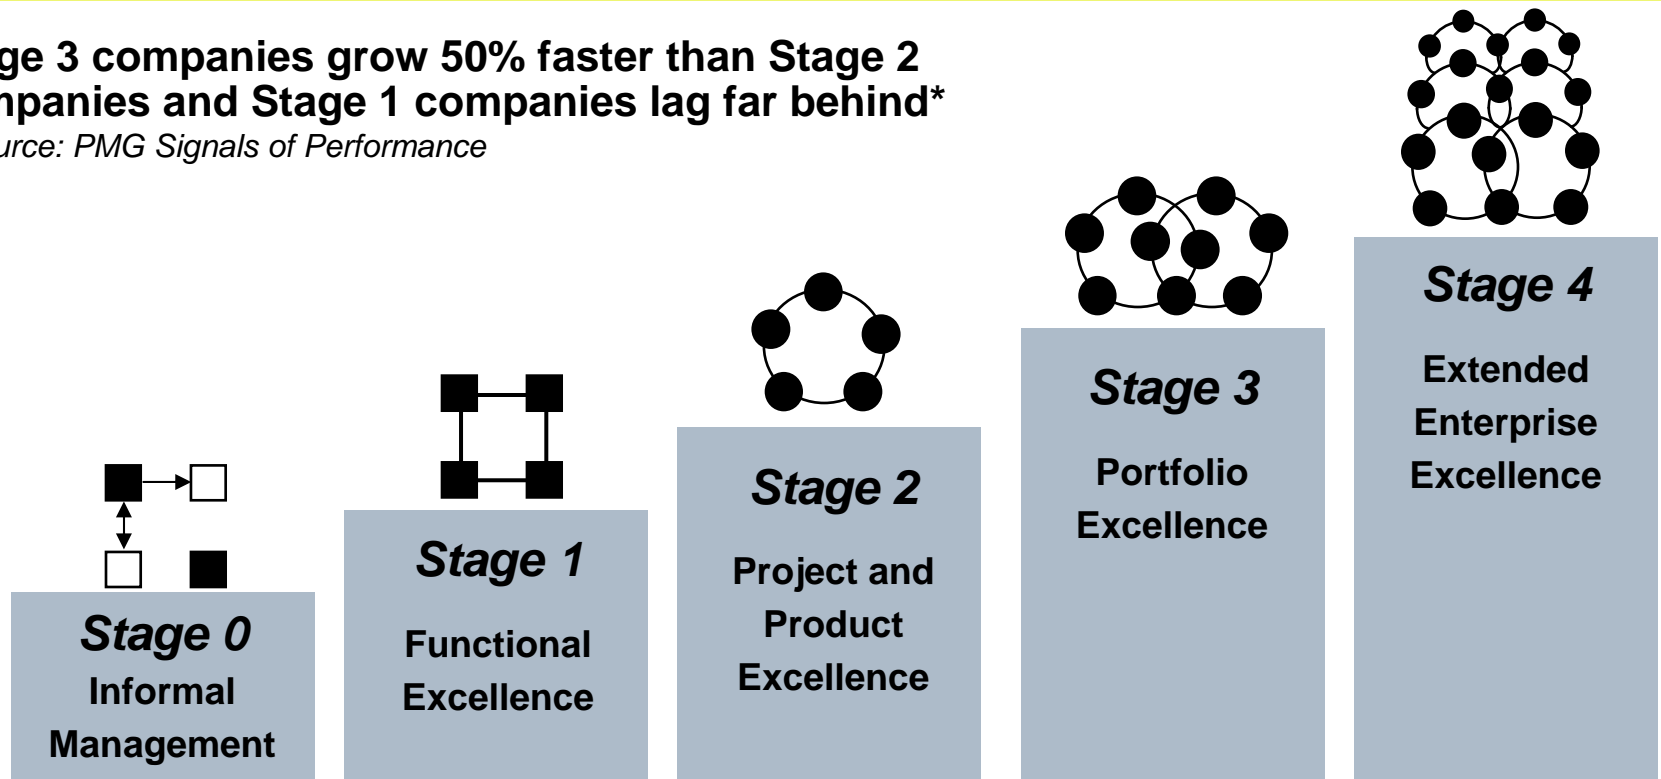 ge 3 companies grow 50% faster than Stage 2
mpanies and Stage 1 companies lag far behind*
urce: PMG Signals of Performance
Stage 4
Extended
Enterprise
Excellence
Stage 3
Portfolio
Excellence
Stage 2
Project and
Product
Excellence
Stage 1
Functional
Excellence
Stage 0
Informal
Management